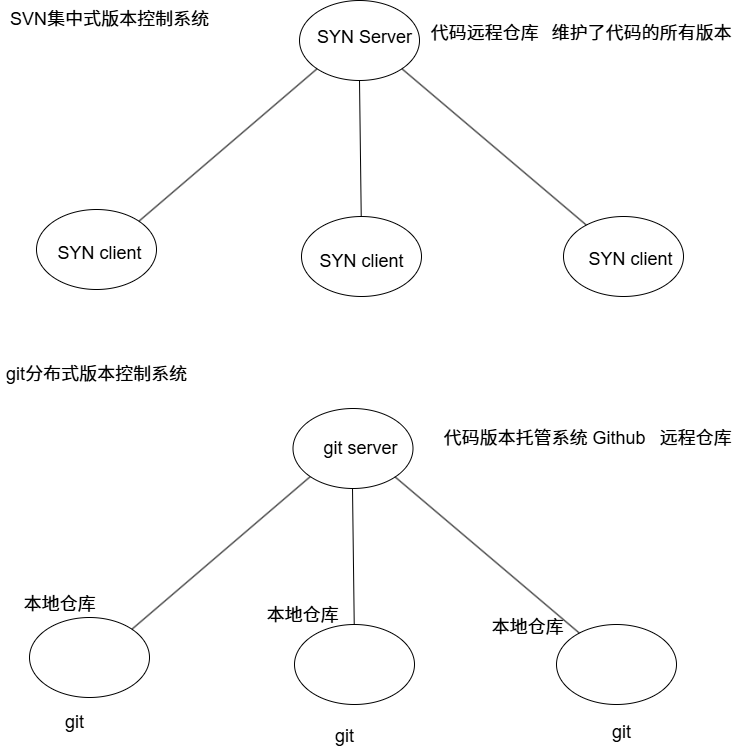 SVN集中式版本控制系统
SYN Server
代码远程仓库 维护了代码的所有版本
SYN client
SYN client
SYN client
git分布式版本控制系统
git server
代码版本托管系统 Github 远程仓库
本地仓库
本地仓库
本地仓库
git
git
git